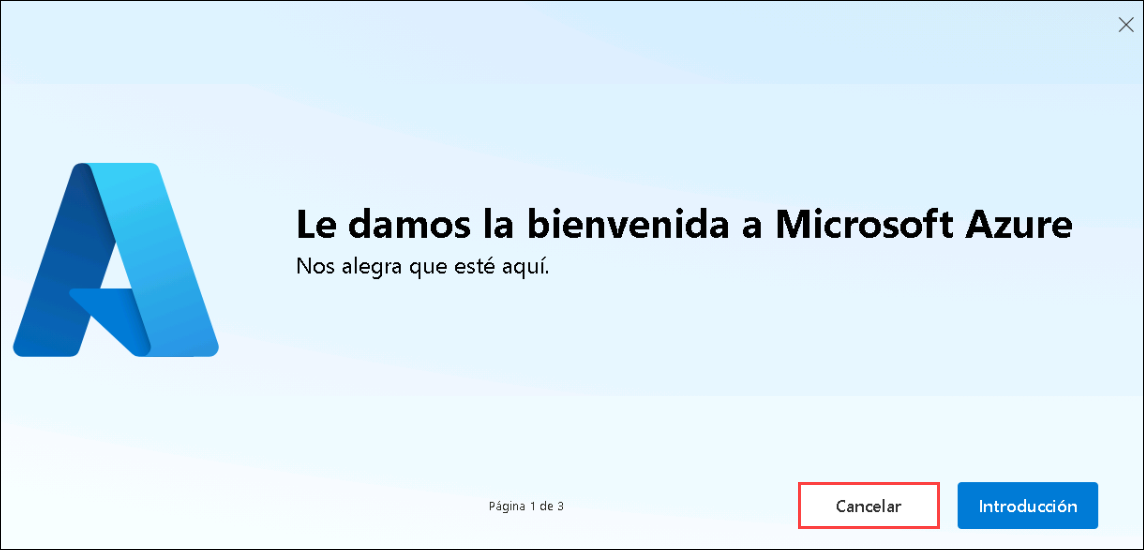 Le damos la bienvenida a Microsoft Azure
Nos alegra que esté aquí.
Página 1 de 3
Cancelar
Introducción